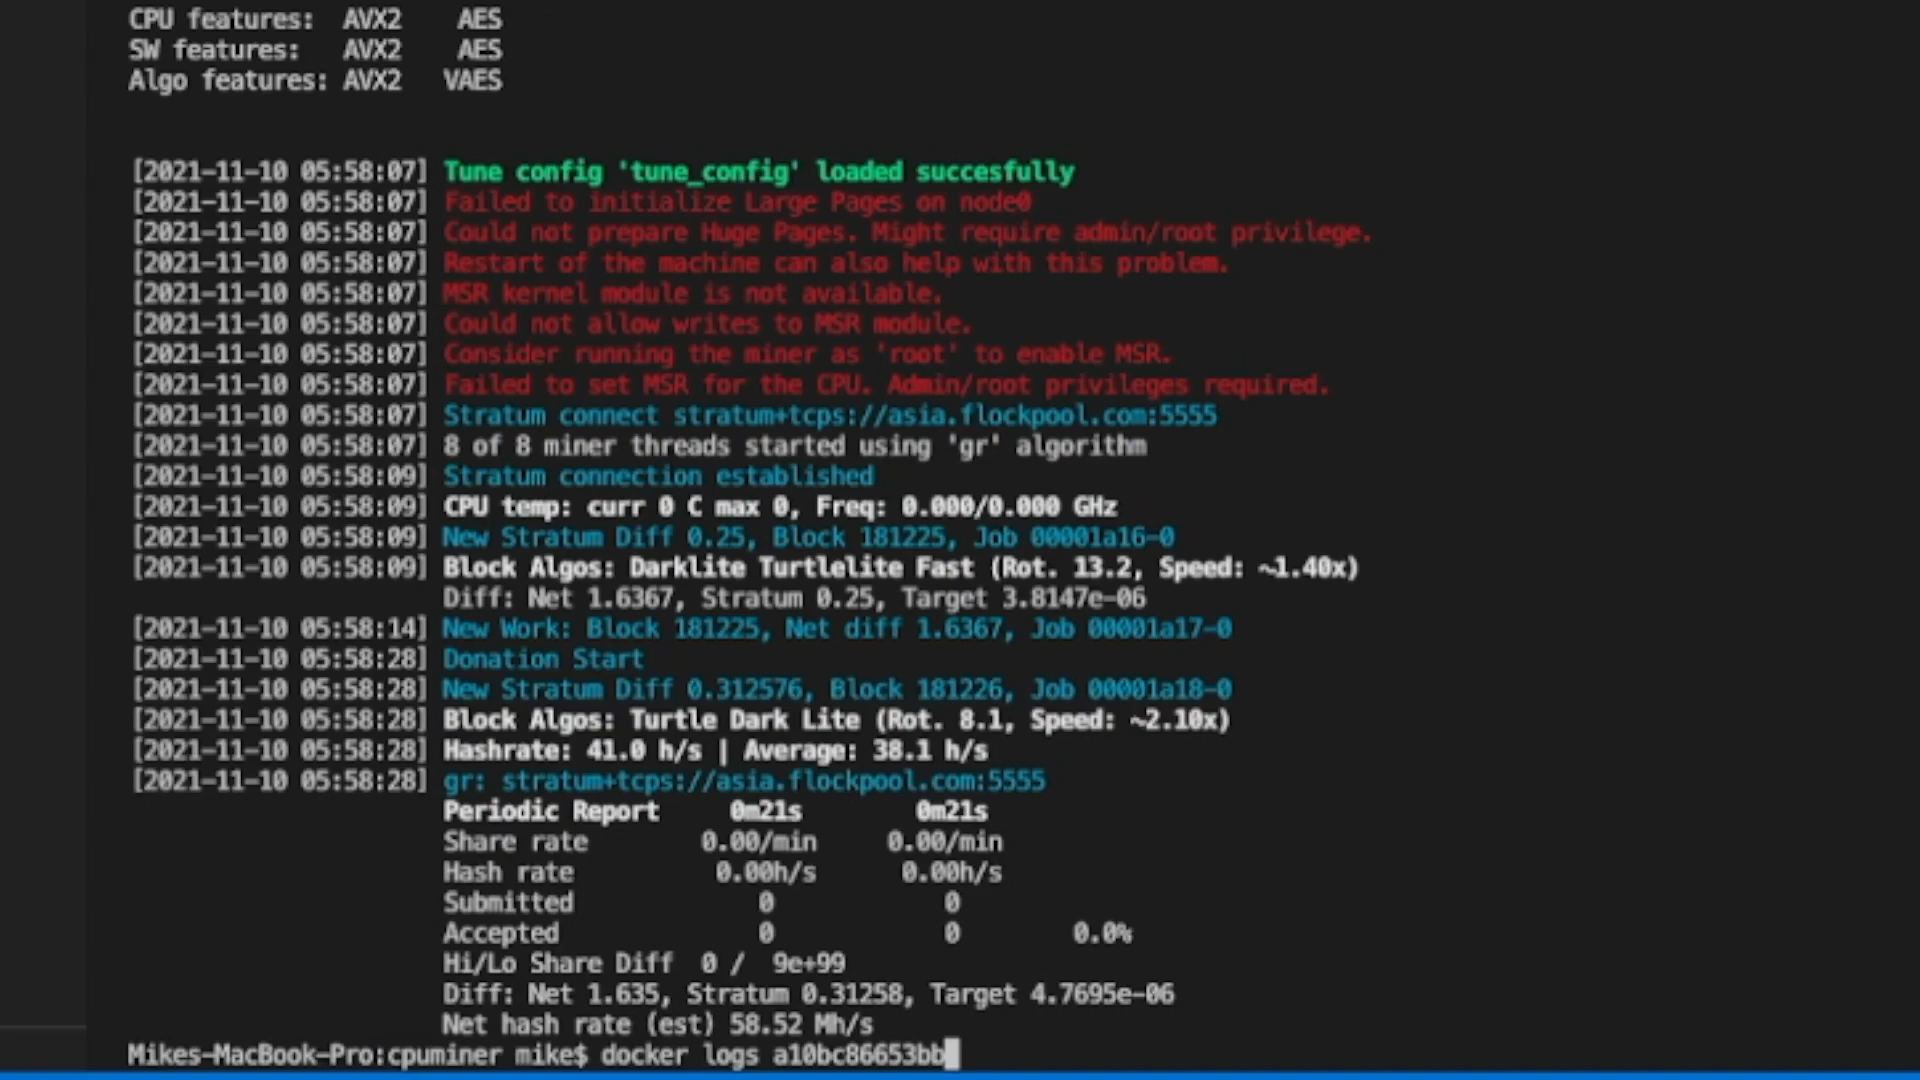 CPU features: AVX2 AES
SW features: AVX2 AES
Algo features: AVX2 VAES
[2021-11-10 05:58:07] Tune config 'tune_config' loaded succesfully
[2021-11-10 05:58:07] Failed to initialize Large Pages on node0
[2021-11-10 05:58:07] Could not prepare Huge Pages. Might require admin/root privilege.
[2021-11-10 05:58:07] Restart of the machine can also help with this problem.
[2021-11-10 05:58:07] MSR kernel module is not available.
[2021-11-10 05:58:07] Could not allow writes to MSR module.
[2021-11-10 05:58:07] Consider running the miner as 'root' to enable MSR.
[2021-11-10 05:58:07] Failed to set MSR for the CPU. Admin/root privileges required.
[2021-11-10 05:58:07] Stratum connect stratum+tcps://asia.flockpool.com:5555
[2021-11-10 05:58:07] 8 of 8 miner threads started using 'gr' algorithm
[2021-11-10 05:58:09] Stratum connection established
[2021-11-10 05:58:09] CPU temp: curr 0 C max 0, Freq: 0.000/0.000 GHz
[2021-11-10 05:58:09] New Stratum Diff 0.25, Block 181225, Job 00001a16-0
[2021-11-10 05:58:09] Block Algos: Darklite Turtlelite Fast (Rot. 13.2, Speed: ~1.40x)
Diff: Net 1.6367, Stratum 0.25, Target 3.8147e-06
[2021-11-10 05:58:14] New Work: Block 181225, Net diff 1.6367, Job 00001a17-0
[2021-11-10 05:58:28] Donation Start
[2021-11-10 05:58:28] New Stratum Diff 0.312576, Block 181226, Job 00001a18-0
[2021-11-10 05:58:28] Block Algos: Turtle Dark Lite (Rot. 8.1, Speed: ~2.10x)
[2021-11-10 05:58:28] Hashrate: 41.0 h/s | Average: 38.1 h/s
[2021-11-10 05:58:28] gr: stratum+tcps://asia.flockpool.com:5555
Periodic Report 0m21s 0m21s
Share rate 0.00/min 0.00/min
Hash rate 0.00h/s 0.00h/s
Submitted 0 0
Accepted 0 0 0.0%
Hi/Lo Share Diff 0 / 9e+99
Diff: Net 1.635, Stratum 0.31258, Target 4.7695e-06
Net hash rate (est) 58.52 Mh/s
Mikes-MacBook-Pro:cpuminer mike$ docker logs a10bc86653bb